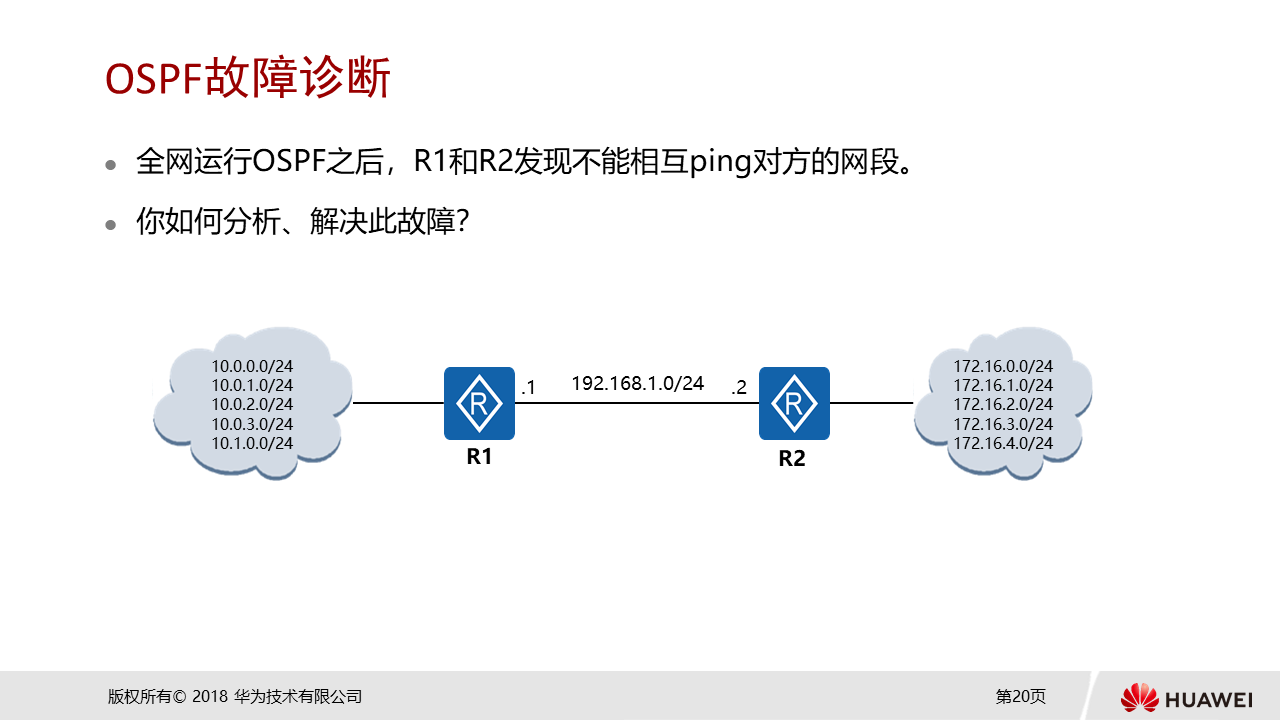 OSPF故障诊断
全网运行OSPF之后，R1和R2发现不能相互ping对方的网段。
你如何分析、解决此故障？
10.0.0.0/24
10.0.1.0/24
10.0.2.0/24
10.0.3.0/24
10.1.0.0/24
R
R1
.1
192.168.1.0/24
.2
R
R2
172.16.0.0/24
172.16.1.0/24
172.16.2.0/24
172.16.3.0/24
172.16.4.0/24
版权所有© 2018 华为技术有限公司
第20页
HUAWEI